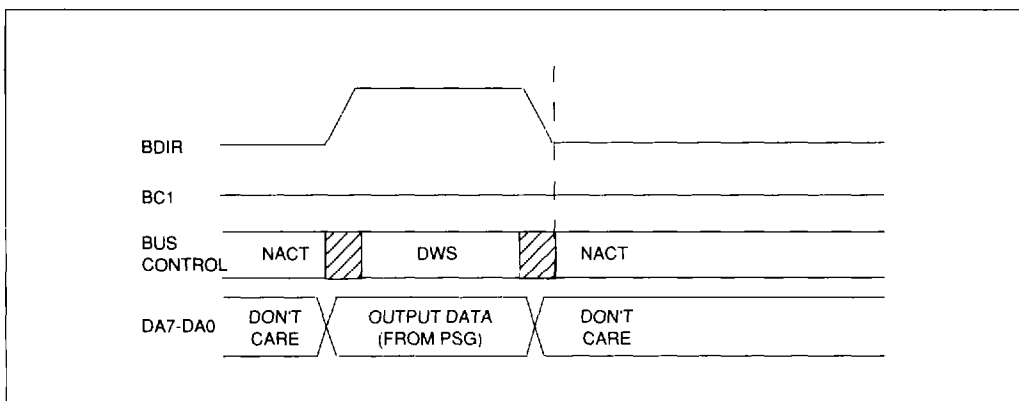 BDIR
BC1
BUS
CONTROL
NACT
DWS
NACT
DA7-DA0
DON'T
CARE
OUTPUT DATA
(FROM PSG)
DON'T
CARE